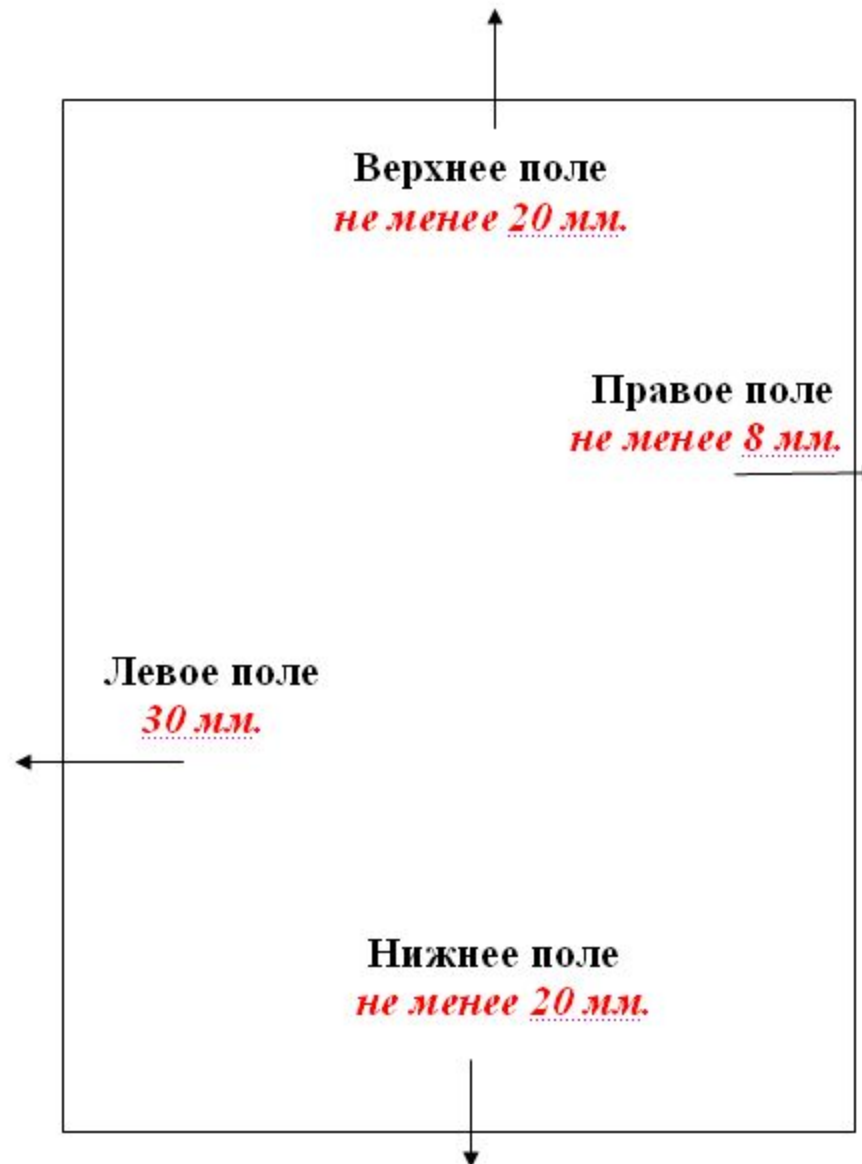 Верхнее поле
не менее 20 мм.
Правое поле
не менее 8 мм.
Левое поле
30 мм.
Нижнее поле
не менее 20 мм.